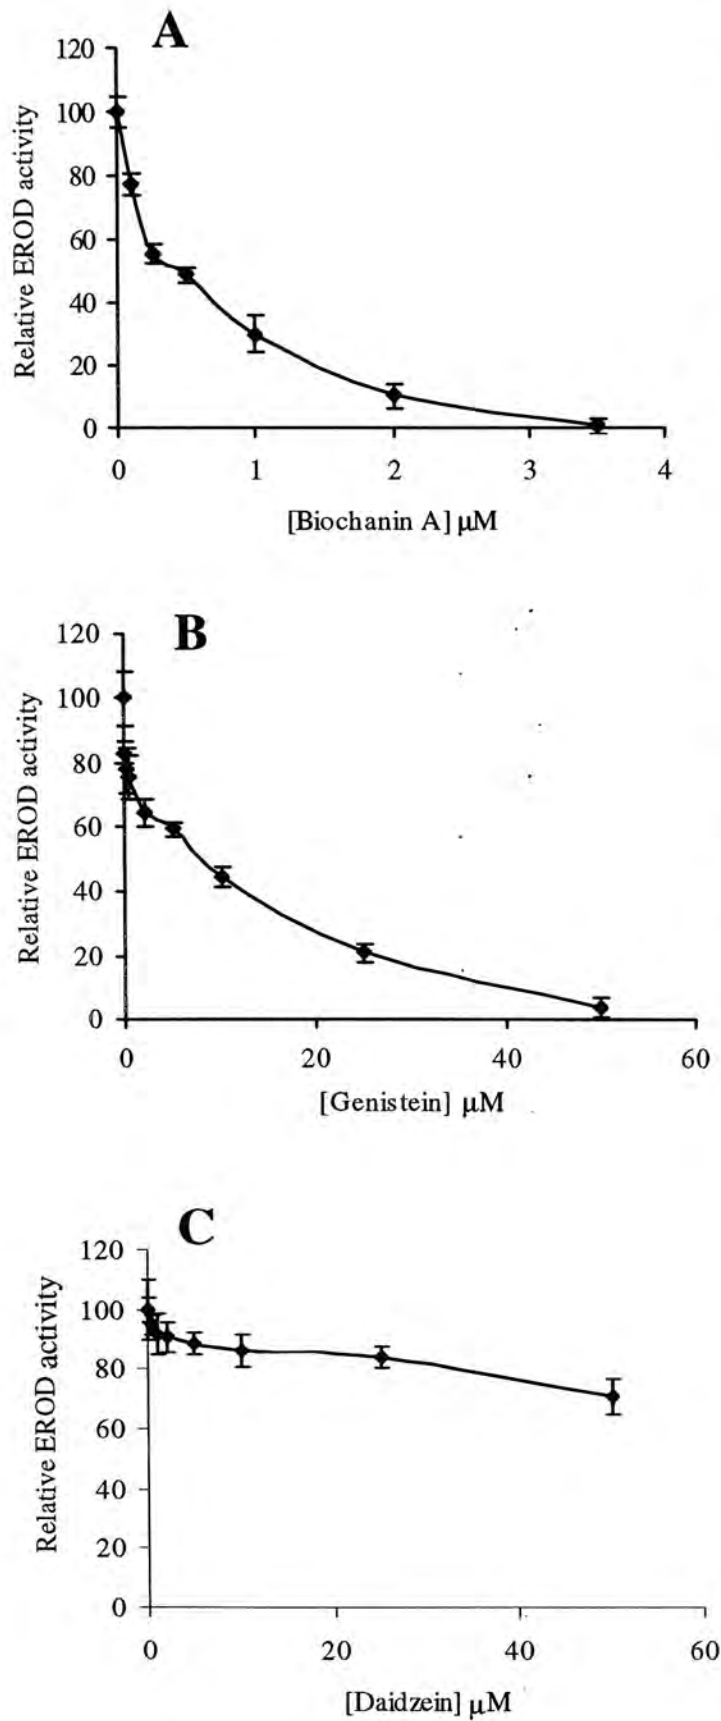 A
Relative EROD activity
120
100
80
60
40
20
0
0 1 2 3 4
[Biochanin A] μM
B
Relative EROD activity
120
100
80
60
40
20
0
0 20 40 60
[Genistein] μM
C
Relative EROD activity
120
100
80
60
40
20
0
0 20 40 60
[Daidzein] μM